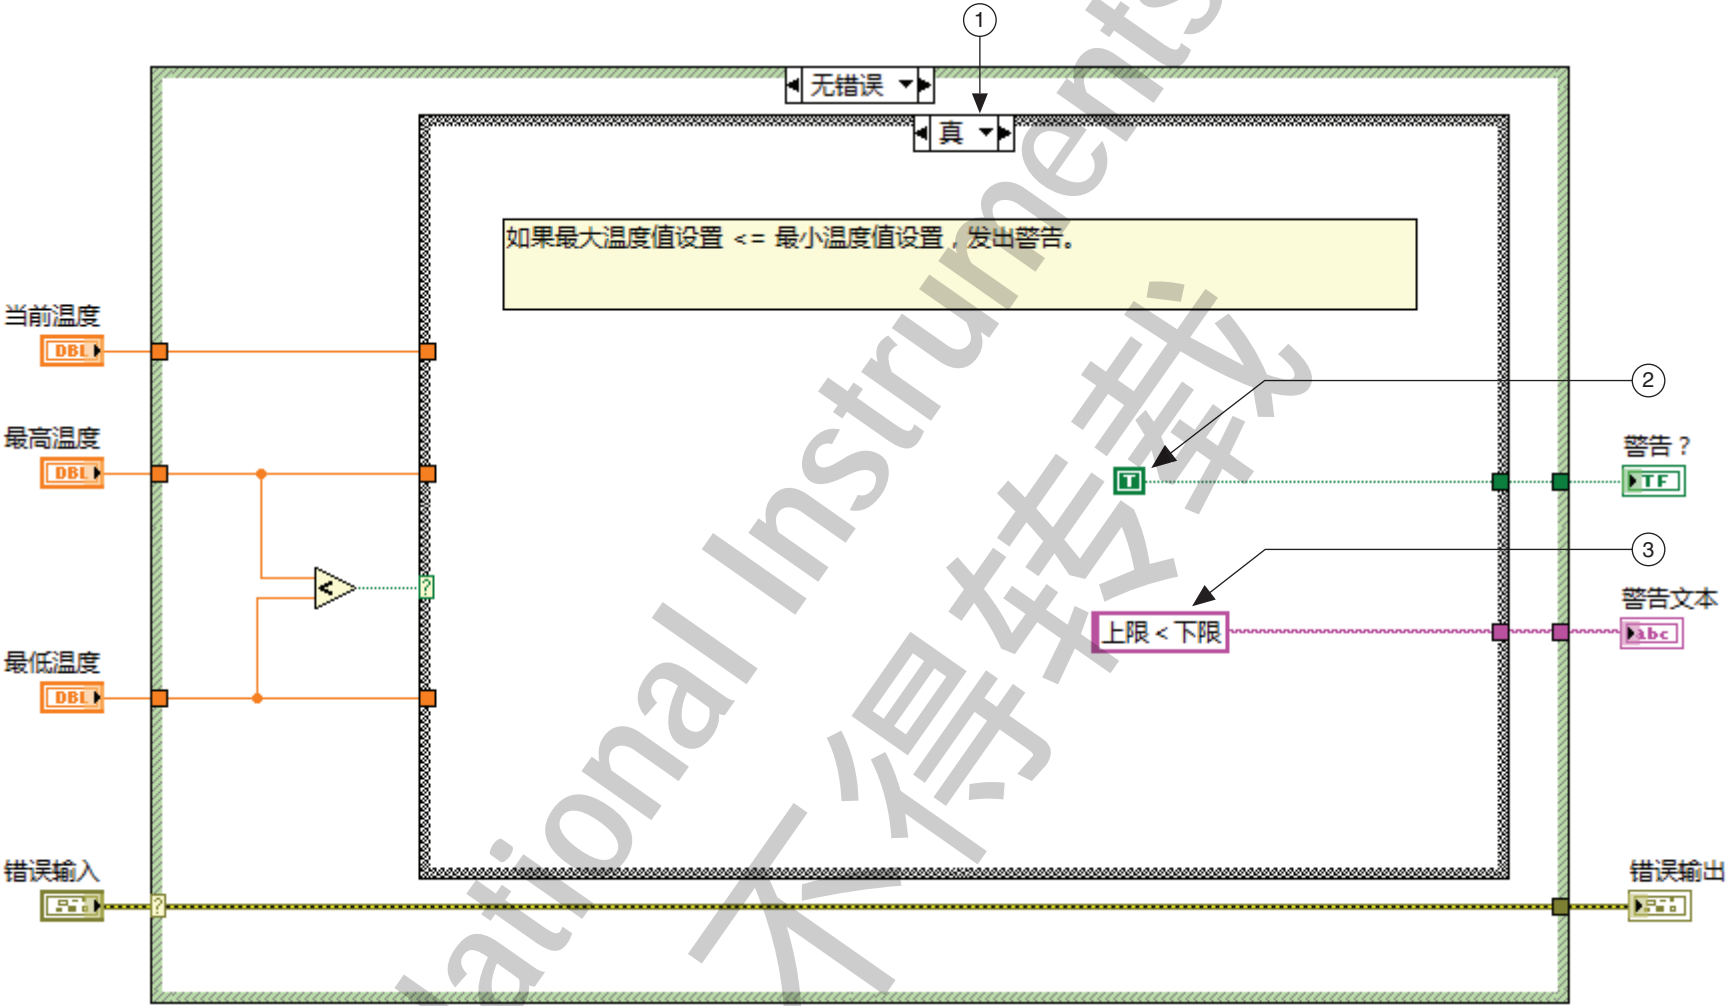 1
无错误
真
如果最大温度值设置 <= 最小温度值设置，发出警告。
当前温度
DBL
最高温度
DBL
<
?
最低温度
DBL
错误输入
?
T
2
警告？
TF
上限 < 下限
3
警告文本
abc
错误输出
National Instruments
不得转载